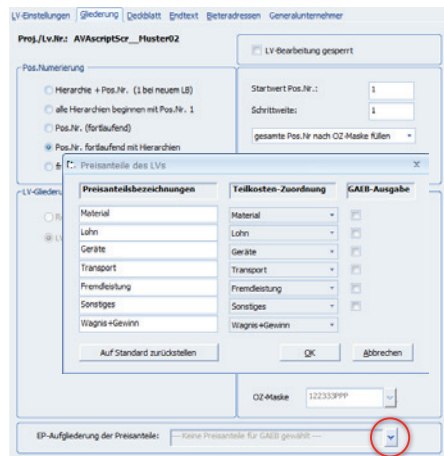 LV-Einstellungen Gliederung Deckblatt Endtext Bieteradressen Generalunternehmer
Proj./Lv.Nr.: AVAscriptScr__Muster02
LV-Bearbeitung gesperrt
Pos.Numerierung
Hierarchie + Pos.Nr. (1 bei neuem LB)
Startwert Pos.Nr.: 1
alle Hierarchien beginnen mit Pos.Nr. 1
Schrittweite: 1
Pos.Nr. (fortlaufend)
Pos.Nr. fortlaufend mit Hierarchien
gesamte Pos.Nr nach OZ-Maske füllen
Preisanteile des LVs
Preisanteilsbezeichnungen Teilkosten-Zuordnung GAEB-Ausgabe
LV-Gliederu
Material Material
Lohn Lohn
Geräte Geräte
Transport Transport
Fremdleistung Fremdleistung
Sonstiges Sonstiges
Wagnis+Gewinn Wagnis+Gewinn
Auf Standard zurückstellen OK Abbrechen
OZ-Maske 122333PPP
EP-Aufgliederung der Preisanteile: --- Keine Preisanteile für GAEB gewählt ---